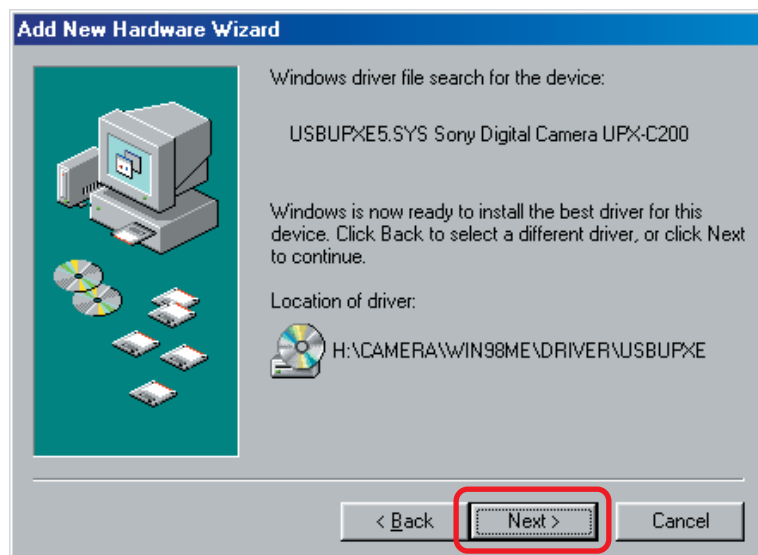 Add New Hardware Wizard
Windows driver file search for the device:
USBUPXE5.SYS Sony Digital Camera UPX-C200
Windows is now ready to install the best driver for this
device. Click Back to select a different driver, or click Next
to continue.
Location of driver:
H:\CAMERA\WIN98ME\DRIVER\USBUPXE
< Back
Next >
Cancel